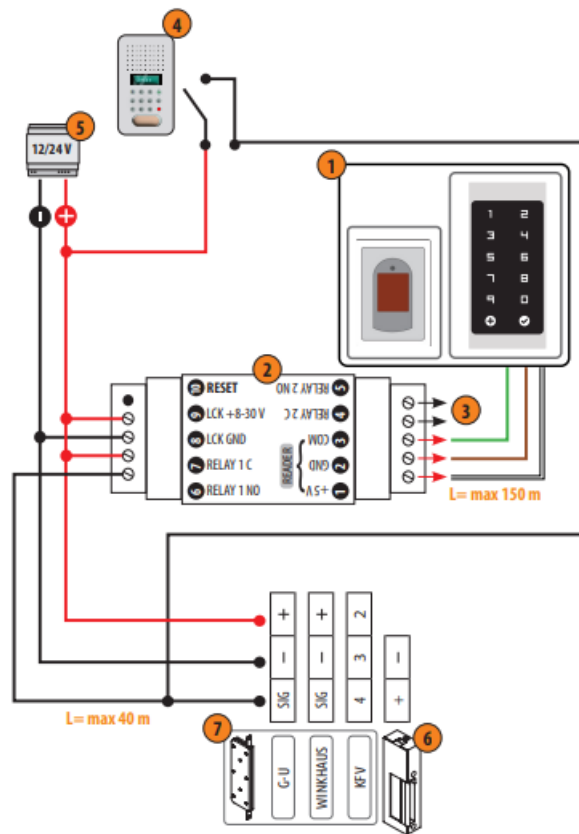 4
5
12/24 V
1
1 2
3 4
5 6
7 8
9 0
2
10 RESET
9 LCK +8-30 V
8 LCK GND
7 RELAY 1 C
6 RELAY 1 NO
5 RELAY 2 NO
4 RELAY 2 C
3 COM
2 GND
1 +5V
READER
3
L= max 150 m
+ + 2
- - 3 -
SIG SIG 4 +
L= max 40 m
7
G-U
WINKHAUS
KFV
6